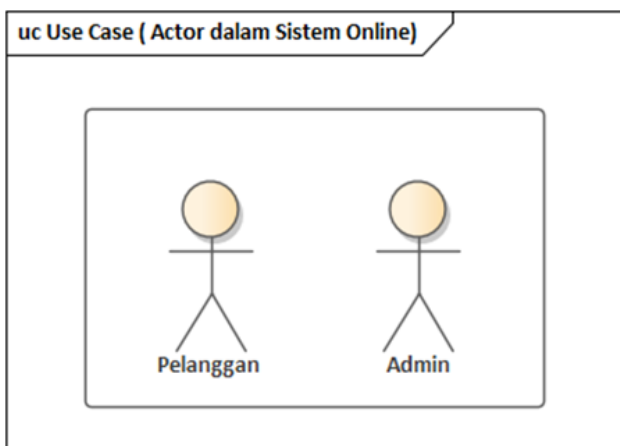 uc Use Case ( Actor dalam Sistem Online)
Pelanggan
Admin